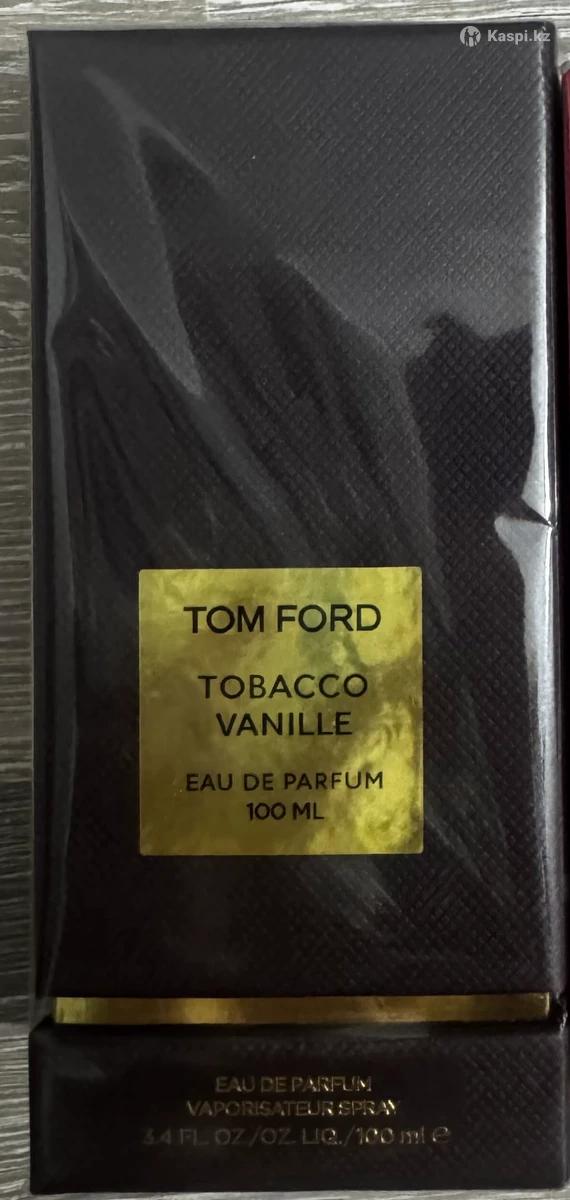 Kaspi.kz
TOM FORD
TOBACCO
VANILLE
EAU DE PARFUM
100 ML
EAU DE PARFUM
VAPORISATEUR SPRAY
3.4 FL. OZ./OZ. LIQ./100 ml ℮